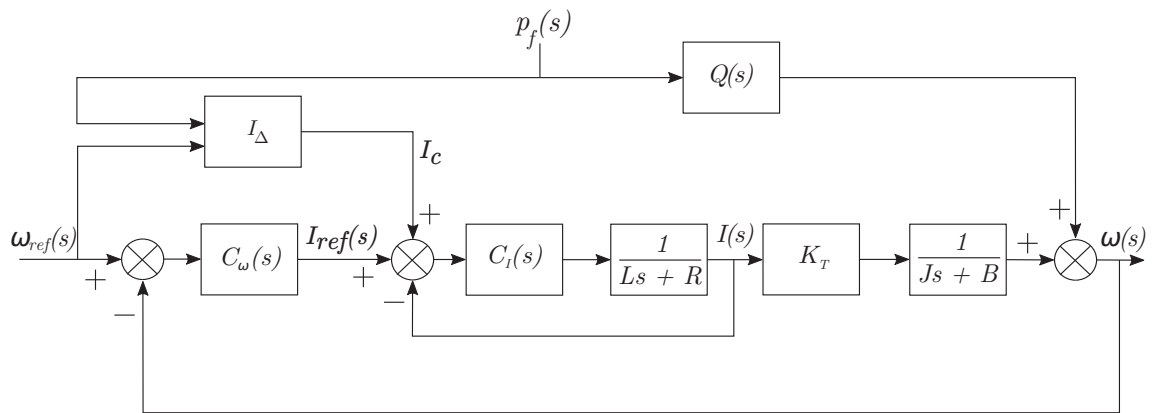 p_f(s)
Q(s)
I_Δ
I_c
+
+
ω_ref(s)
+
−
C_ω(s)
I_ref(s)
+
−
C_I(s)
1
Ls + R
I(s)
K_T
1
Js + B
+
ω(s)